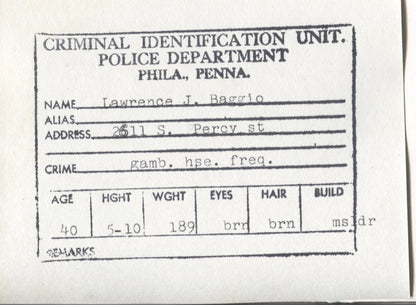 CRIMINAL IDENTIFICATION UNIT.
POLICE DEPARTMENT
PHILA., PENNA.
NAME Lawrence J. Baggio
ALIAS
ADDRESS 2611 S. Percy st
CRIME gamb. hse. freq.
AGE HGHT WGHT EYES HAIR BUILD
40 5-10 189 brn brn msldr
REMARKS